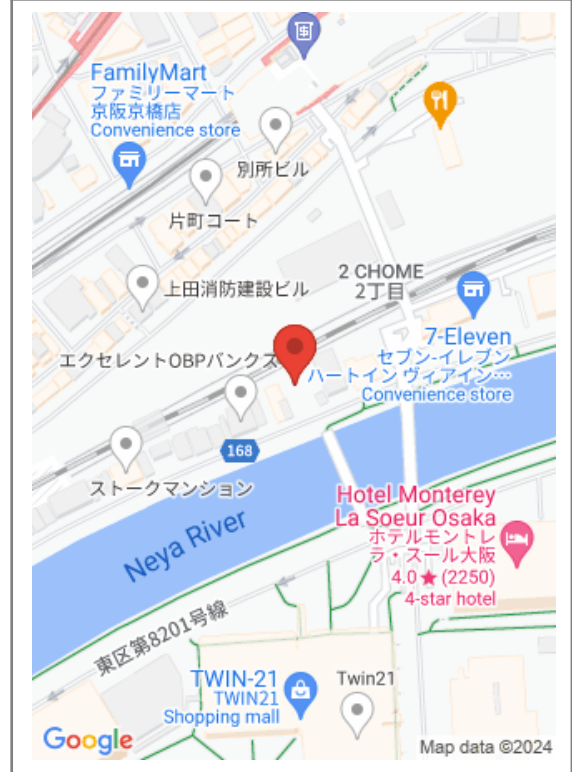 FamilyMart
ファミリーマート
京阪京橋店
Convenience store
別所ビル
片町コート
2 CHOME
2丁目
上田消防建設ビル
7-Eleven
セブン-イレブン
ハートイン ヴィアイン…
Convenience store
エクセレントOBPバンクス
168
ストークマンション
Neya River
Hotel Monterey
La Soeur Osaka
ホテルモントレ
ラ・スール大阪
4.0 ★ (2250)
4-star hotel
東区第8201号線
TWIN-21
TWIN21
Shopping mall
Twin21
Google
Map data ©2024